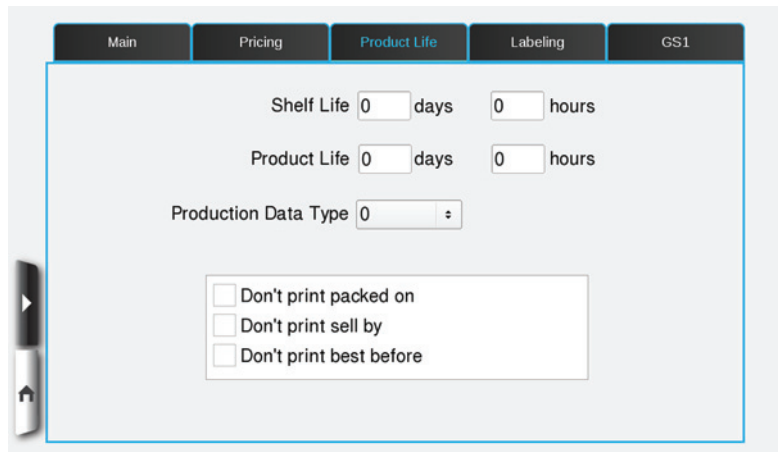 Main Pricing Product Life Labeling GS1
Shelf Life 0 days 0 hours
Product Life 0 days 0 hours
Production Data Type 0
Don't print packed on
Don't print sell by
Don't print best before